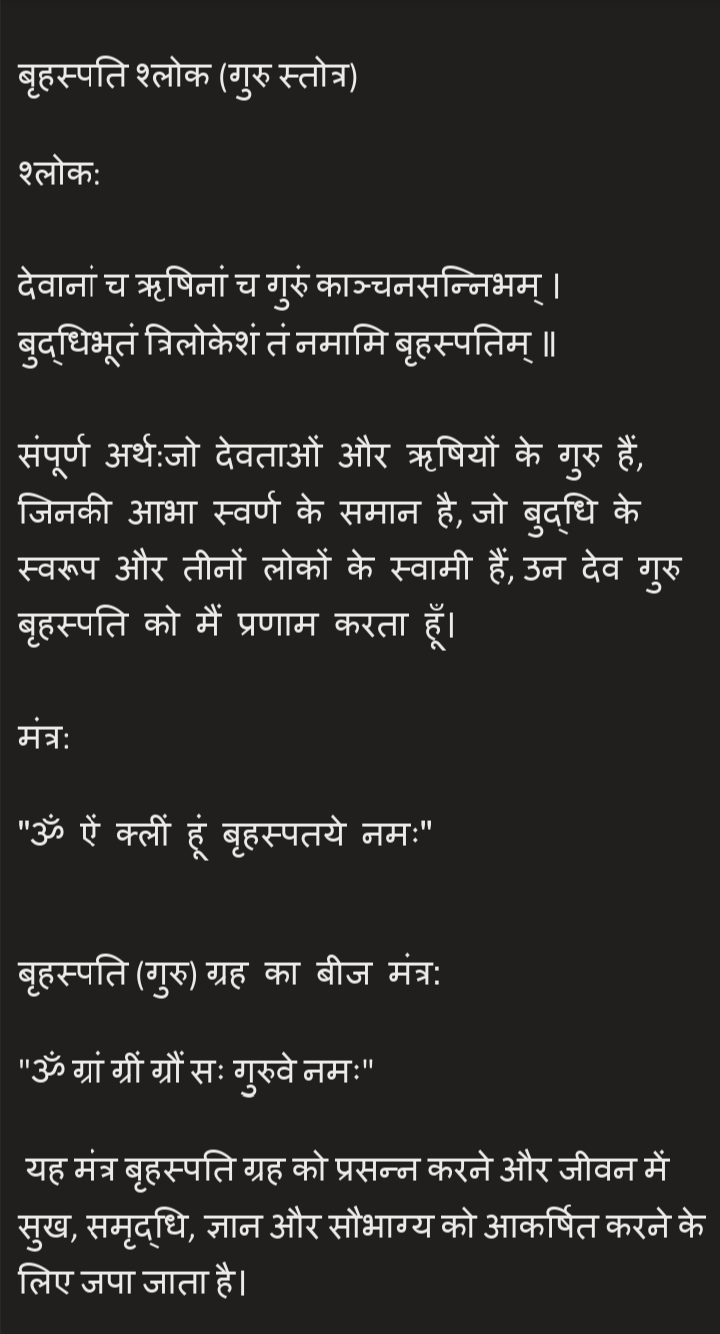 बृहस्पति श्लोक (गुरु स्तोत्र)
श्लोक:
देवानां च ऋषिनां च गुरुं काञ्चनसन्निभम् ।
बुद्धिभूतं त्रिलोकेशं तं नमामि बृहस्पतिम् ॥
संपूर्ण अर्थ:जो देवताओं और ऋषियों के गुरु हैं,
जिनकी आभा स्वर्ण के समान है, जो बुद्धि के
स्वरूप और तीनों लोकों के स्वामी हैं, उन देव गुरु
बृहस्पति को मैं प्रणाम करता हूँ।
मंत्र:
"ॐ ऐं क्लीं हूं बृहस्पतये नमः"
बृहस्पति (गुरु) ग्रह का बीज मंत्र:
"ॐ ग्रां ग्रीं ग्रौं सः गुरुवे नमः"
यह मंत्र बृहस्पति ग्रह को प्रसन्न करने और जीवन में
सुख, समृद्धि, ज्ञान और सौभाग्य को आकर्षित करने के
लिए जपा जाता है।